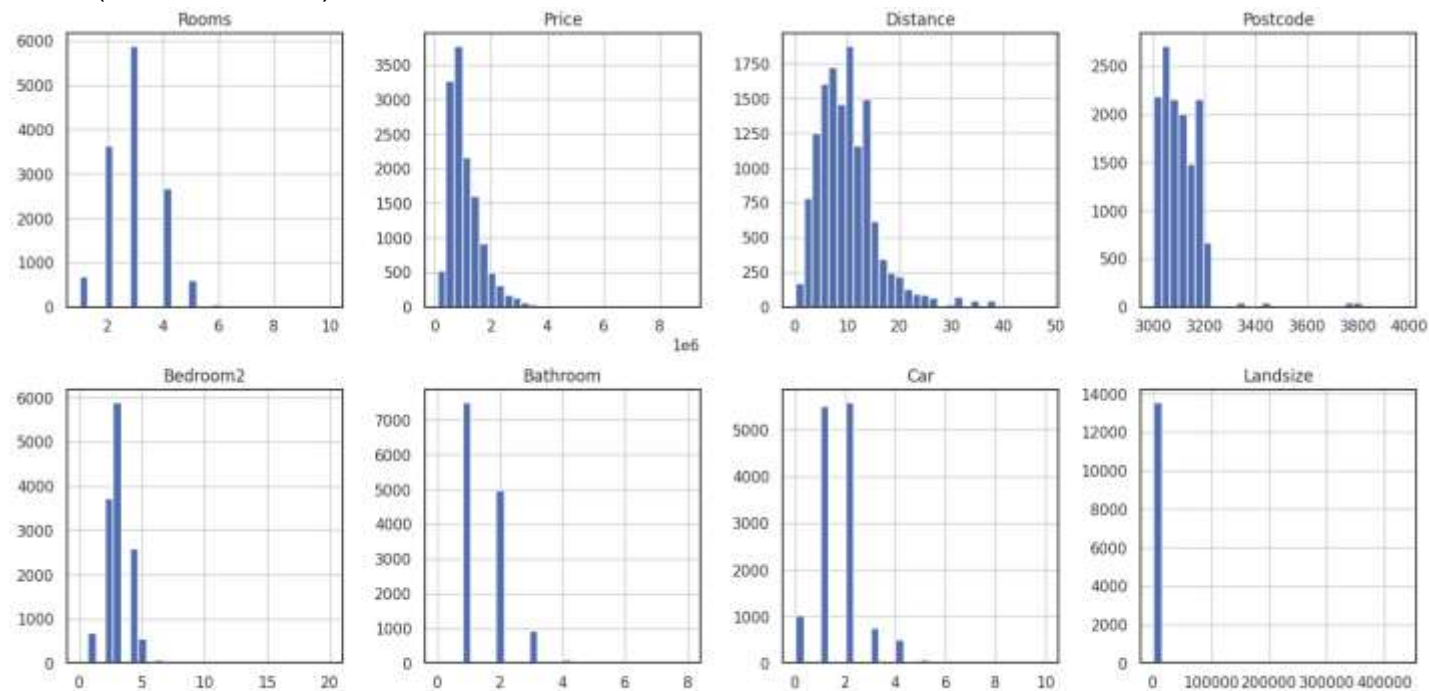 Rooms Price Distance Postcode
6000 3500 1750 2500
5000 3000 1500 2000
4000 2500 1250 1500
3000 2000 1000 1000
2000 1500 750 500
1000 1000 500 0
0 500 250
0 0
2 4 6 8 10 0 2 4 6 8 0 10 20 30 40 50 3000 3200 3400 3600 3800 4000
1e6
Bedroom2 Bathroom Car Landsize
6000 7000 5000 14000
5000 6000 4000 12000
4000 5000 3000 10000
3000 4000 2000 8000
2000 3000 1000 6000
1000 2000 0 4000
0 1000 2000
0 0
0 5 10 15 20 0 2 4 6 8 0 2 4 6 8 10 0 100000 200000 300000 400000